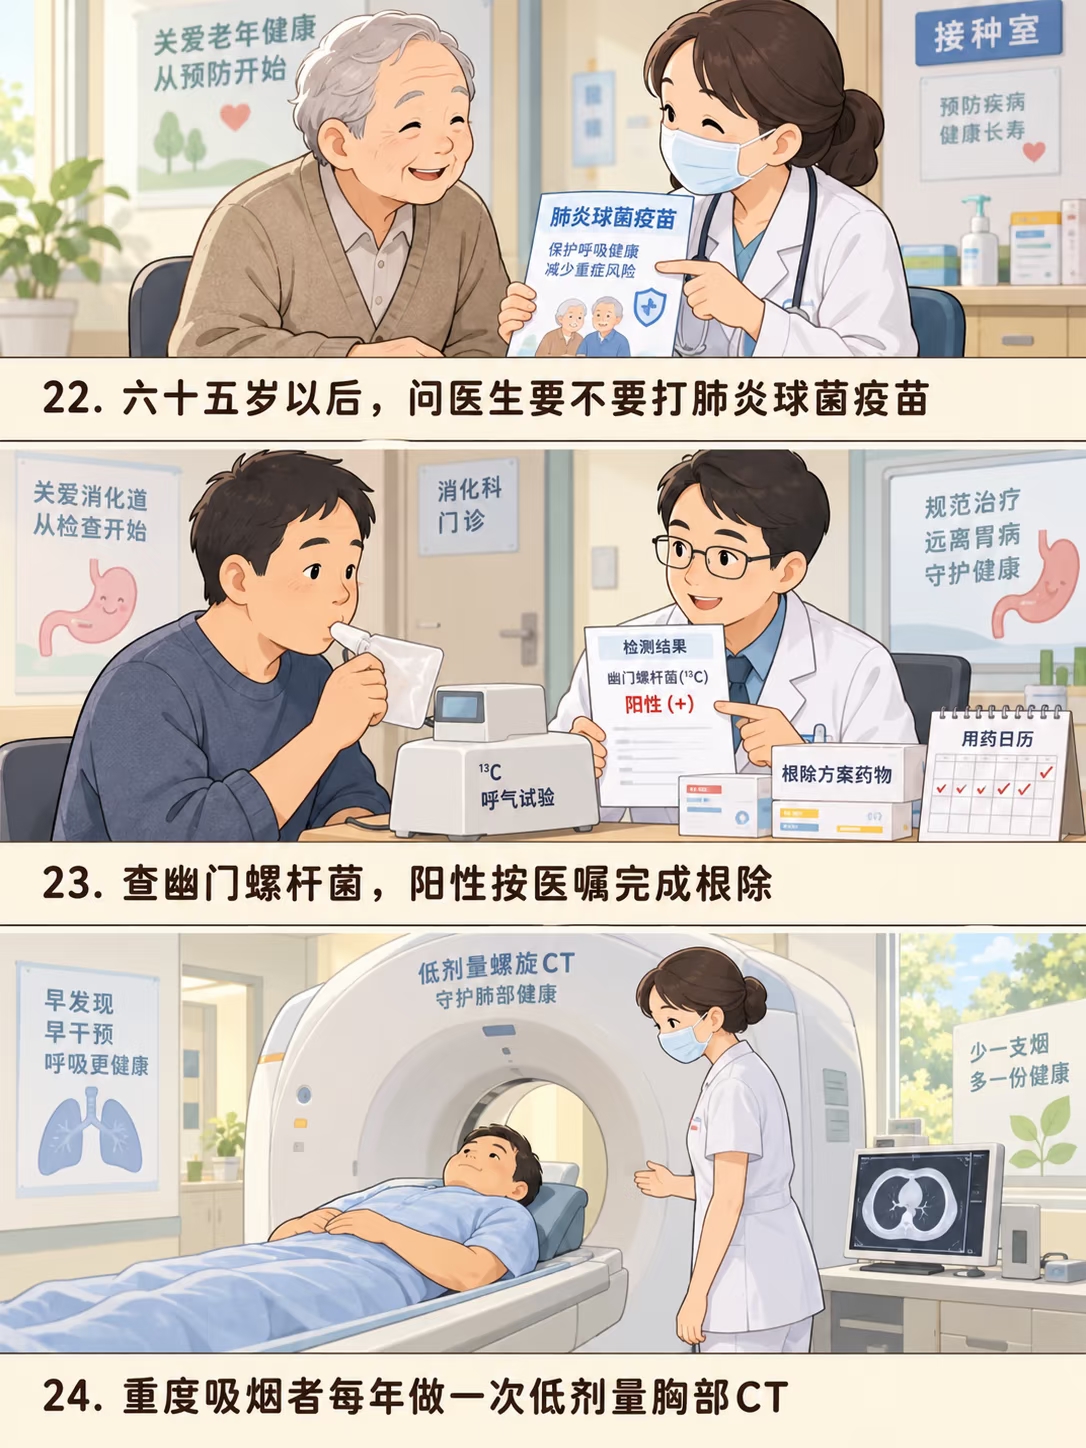 关爱老年健康
从预防开始
接种室
预防疾病
健康长寿
肺炎球菌疫苗
保护呼吸健康
减少重症风险
22. 六十五岁以后，问医生要不要打肺炎球菌疫苗
关爱消化道
从检查开始
消化科
门诊
规范治疗
远离胃病
守护健康
检测结果
幽门螺杆菌(¹³C)
阳性(+)
¹³C
呼气试验
根除方案药物
用药日历
23. 查幽门螺杆菌，阳性按医嘱完成根除
低剂量螺旋CT
守护肺部健康
早发现
早干预
呼吸更健康
少一支烟
多一份健康
24. 重度吸烟者每年做一次低剂量胸部CT